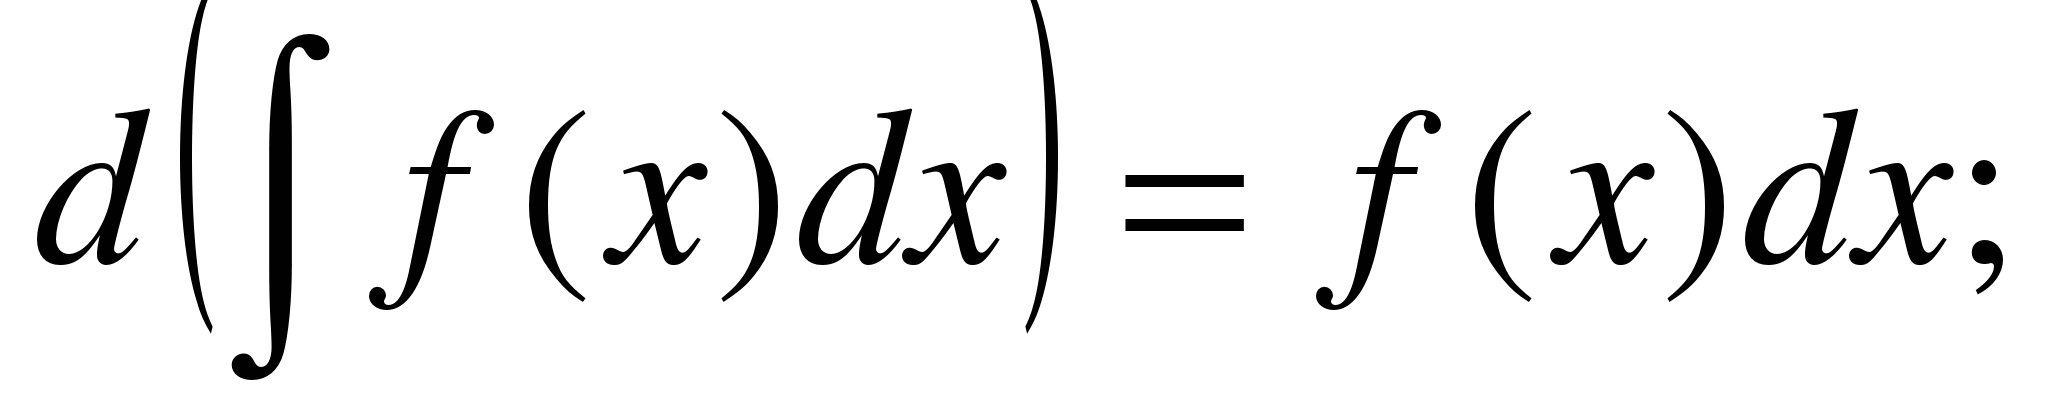 d(∫ f(x)dx) = f(x)dx;